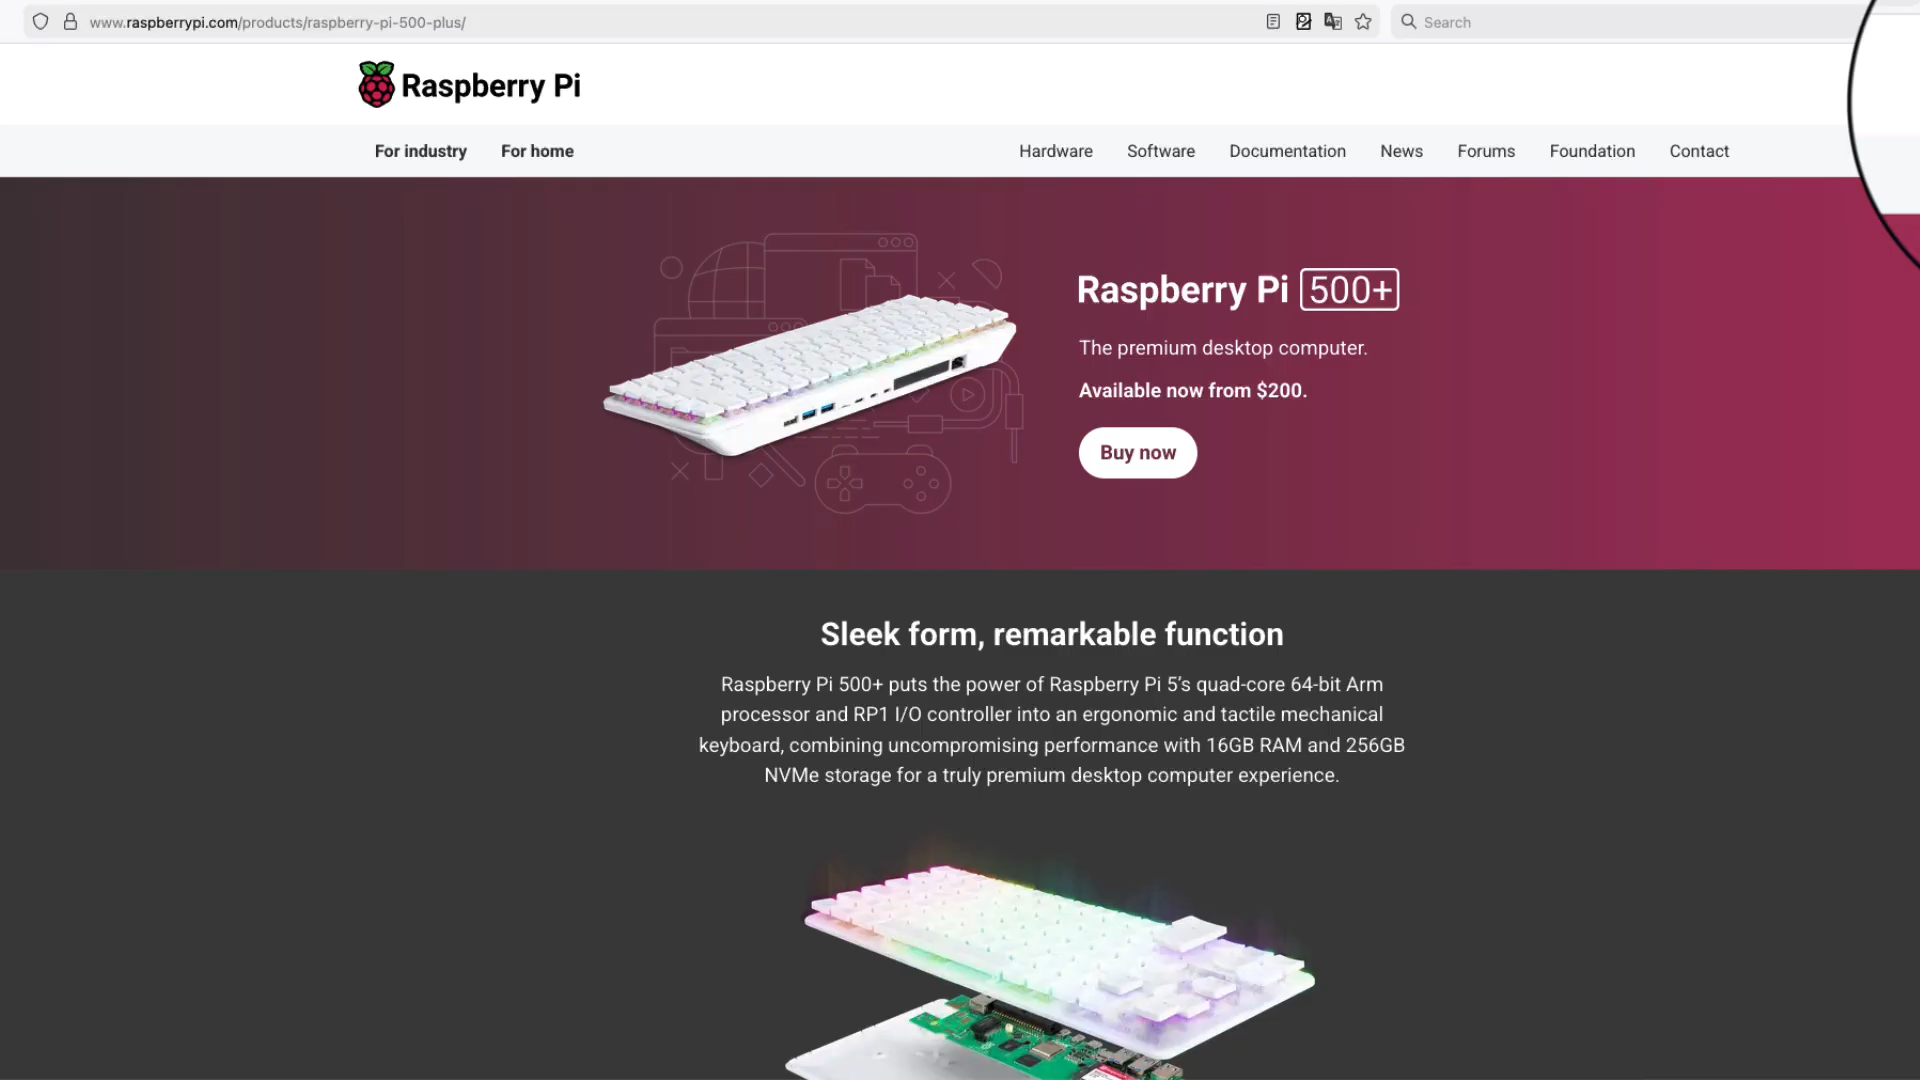 www.raspberrypi.com/products/raspberry-pi-500-plus/
Search
Raspberry Pi
For industry
For home
Hardware
Software
Documentation
News
Forums
Foundation
Contact
Raspberry Pi 500+
The premium desktop computer.
Available now from $200.
Buy now
Sleek form, remarkable function
Raspberry Pi 500+ puts the power of Raspberry Pi 5’s quad-core 64-bit Arm
processor and RP1 I/O controller into an ergonomic and tactile mechanical
keyboard, combining uncompromising performance with 16GB RAM and 256GB
NVMe storage for a truly premium desktop computer experience.